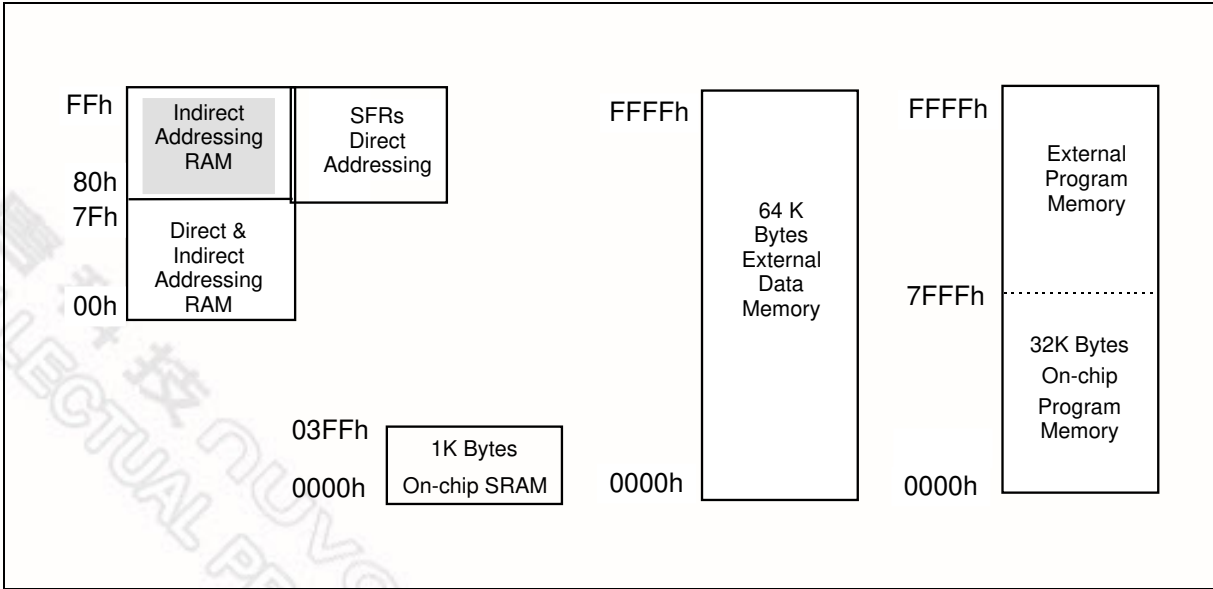 FFh
80h
7Fh
00h
Indirect
Addressing
RAM
SFRs
Direct
Addressing
Direct &
Indirect
Addressing
RAM
03FFh
0000h
1K Bytes
On-chip SRAM
FFFFh
0000h
64 K
Bytes
External
Data
Memory
FFFFh
7FFFh
0000h
External
Program
Memory
32K Bytes
On-chip
Program
Memory